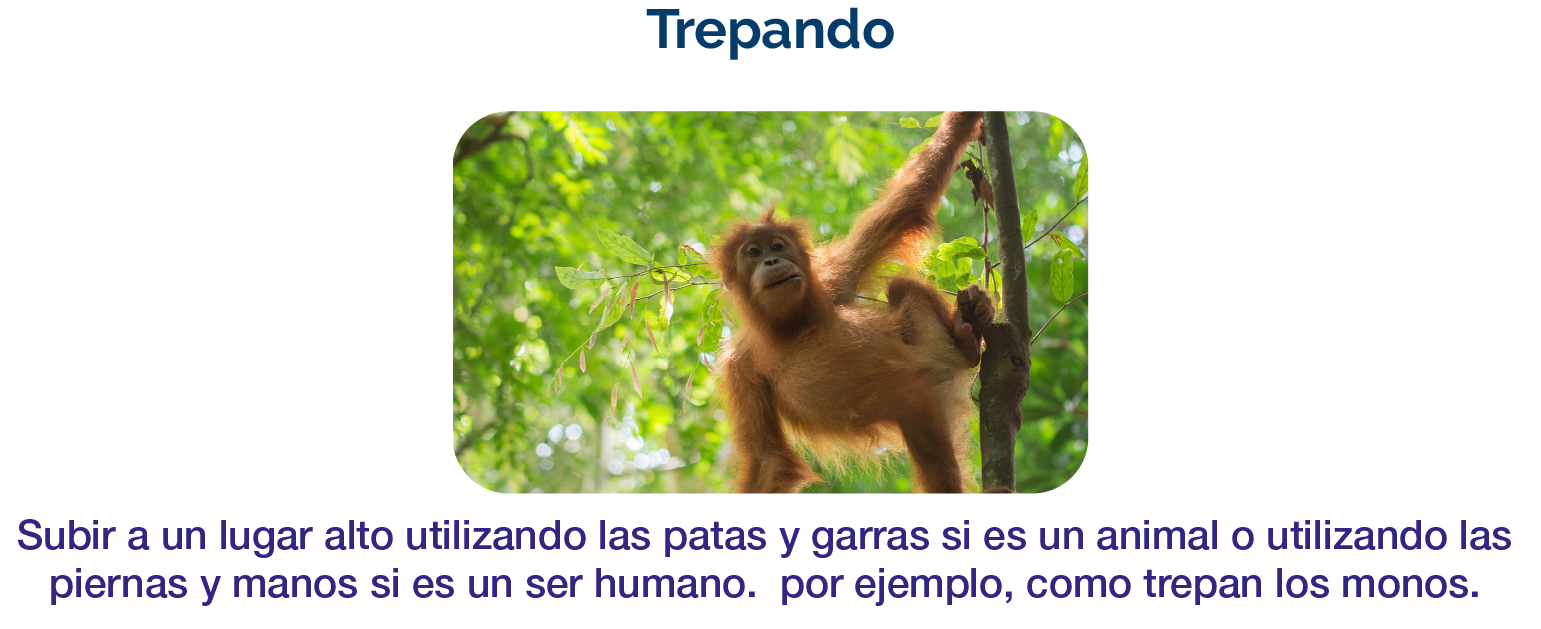 Trepando
Subir a un lugar alto utilizando las patas y garras si es un animal o utilizando las
piernas y manos si es un ser humano.  por ejemplo, como trepan los monos.